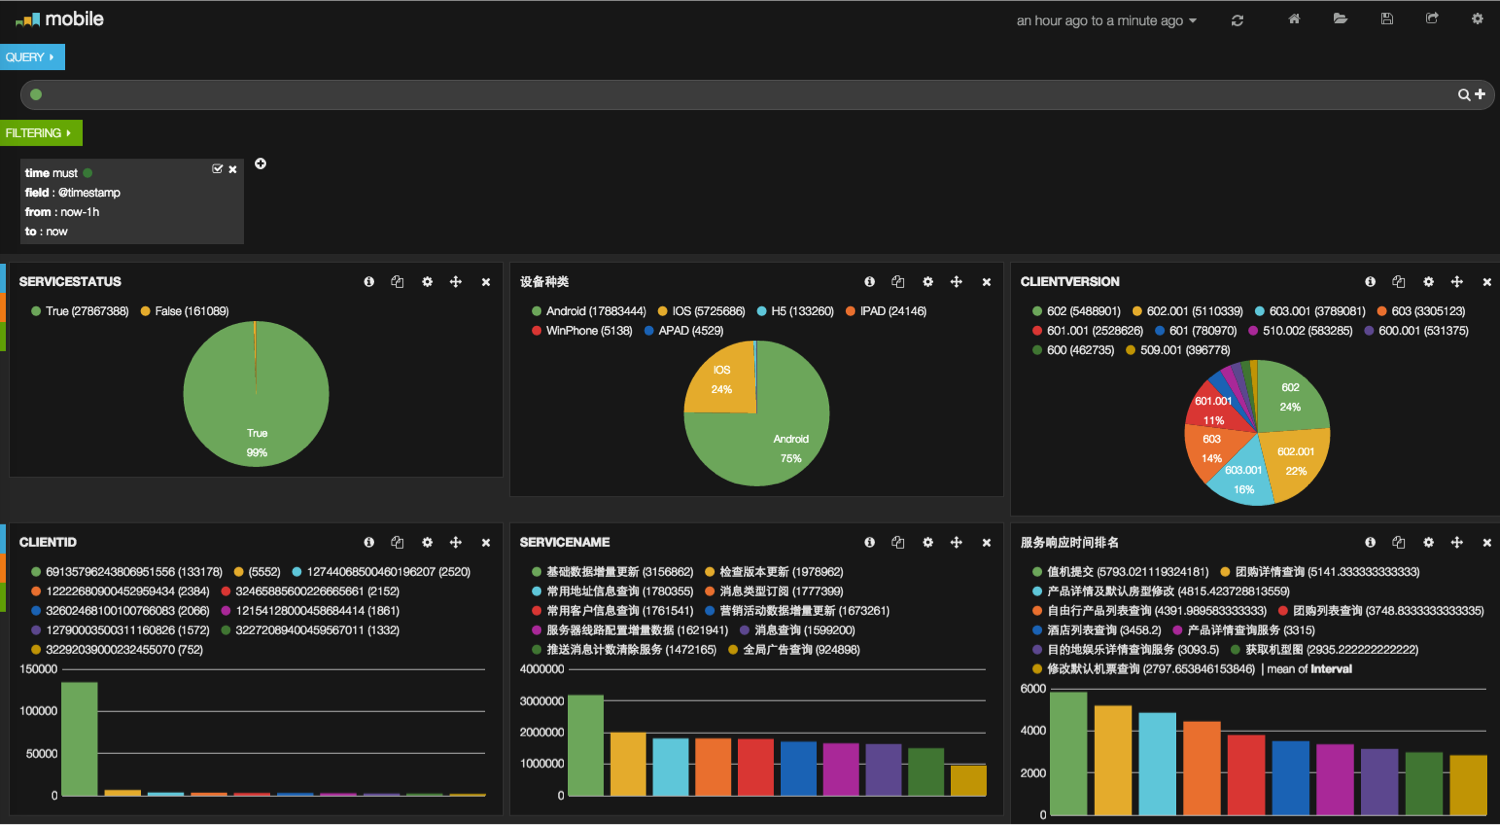 mobile
an hour ago to a minute ago
QUERY
FILTERING
time must
field : @timestamp
from : now-1h
to : now
SERVICESTATUS
True (27867388) False (161089)
True
99%
设备种类
Android (17883444) IOS (5725686) H5 (133260) IPAD (24146)
WinPhone (5138) APAD (4529)
IOS
24%
Android
75%
CLIENTVERSION
602 (5488901) 602.001 (5110339) 603.001 (3789081) 603 (3305123)
601.001 (2528626) 601 (780970) 510.002 (583285) 600.001 (531375)
600 (462735) 509.001 (396778)
602
24%
601.001
11%
603
14%
602.001
22%
603.001
16%
CLIENTID
69135796243806951556 (133178) (5552) 12744068500460196207 (2520)
12222680900452959434 (2384) 32465885600226665661 (2152)
32602468100100766083 (2066) 12154128000458684414 (1861)
12790003500311160826 (1572) 32272089400459567011 (1332)
32292039000232455070 (752)
150000
100000
50000
0
SERVICENAME
基础数据增量更新 (3156862) 检查版本更新 (1978962)
常用地址信息查询 (1780355) 消息类型订阅 (1777399)
常用客户信息查询 (1761541) 营销活动数据增量更新 (1673261)
服务器线路配置增量数据 (1621941) 消息查询 (1599200)
推送消息计数清除服务 (1472165) 全局广告查询 (924898)
4000000
3000000
2000000
1000000
0
服务响应时间排名
值机提交 (5793.021119324181) 团购详情查询 (5141.333333333333)
产品详情及默认房型修改 (4815.423728813559)
自由行产品列表查询 (4391.989583333333) 团购列表查询 (3748.8333333333335)
酒店列表查询 (3458.2) 产品详情查询服务 (3315)
目的地娱乐详情查询服务 (3093.5) 获取机型图 (2935.222222222222)
修改默认机票查询 (2797.653846153846) | mean of Interval
6000
4000
2000
0